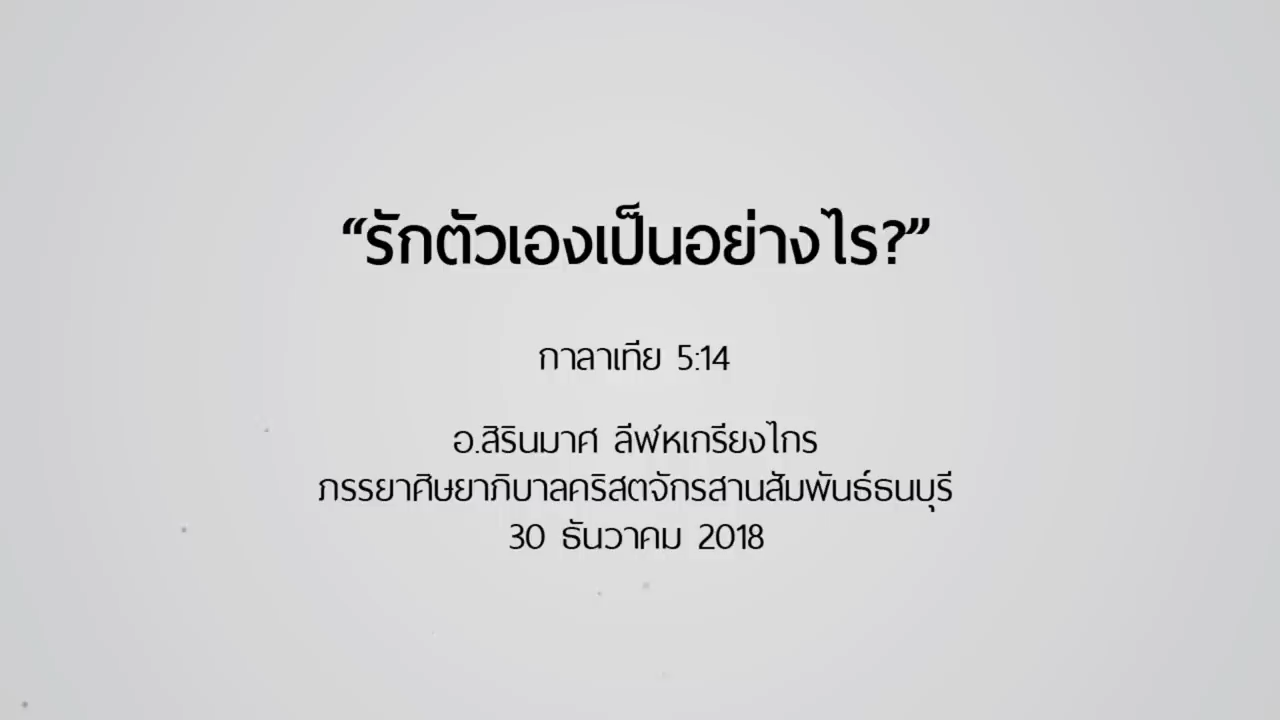 “รักตัวเองเป็นอย่างไร?”
กาลาเทีย 5:14
อ.สิรินมาศ ลีฬหเกรียงไกร
ภรรยาศิษยาภิบาลคริสตจักรสานสัมพันธ์ธนบุรี
30 ธันวาคม 2018